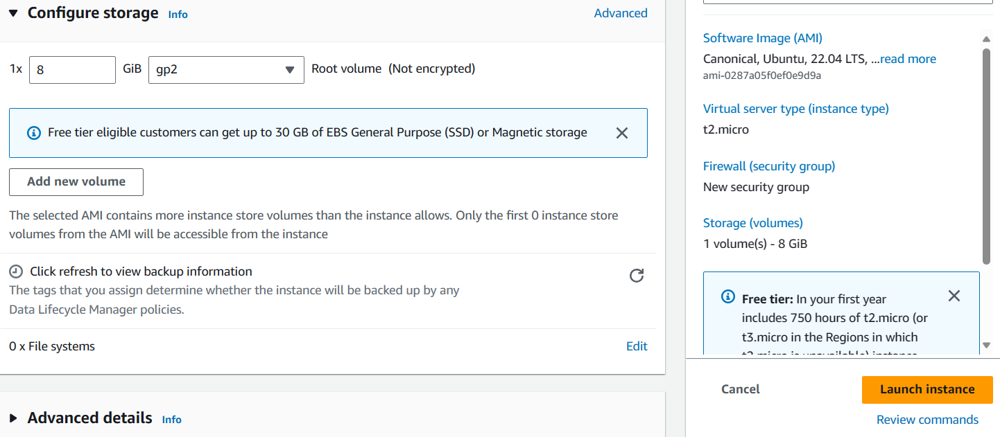 Configure storage Info Advanced
1x 8 GiB gp2 Root volume (Not encrypted)
Free tier eligible customers can get up to 30 GB of EBS General Purpose (SSD) or Magnetic storage
Add new volume
The selected AMI contains more instance store volumes than the instance allows. Only the first 0 instance store
volumes from the AMI will be accessible from the instance
Click refresh to view backup information
The tags that you assign determine whether the instance will be backed up by any
Data Lifecycle Manager policies.
0 x File systems Edit
Advanced details Info
Software Image (AMI)
Canonical, Ubuntu, 22.04 LTS, ...read more
ami-0287a05f0ef0e9d9a
Virtual server type (instance type)
t2.micro
Firewall (security group)
New security group
Storage (volumes)
1 volume(s) - 8 GiB
Free tier: In your first year
includes 750 hours of t2.micro (or
t3.micro in the Regions in which
t2.micro is unavailable) instance
Cancel Launch instance
Review commands